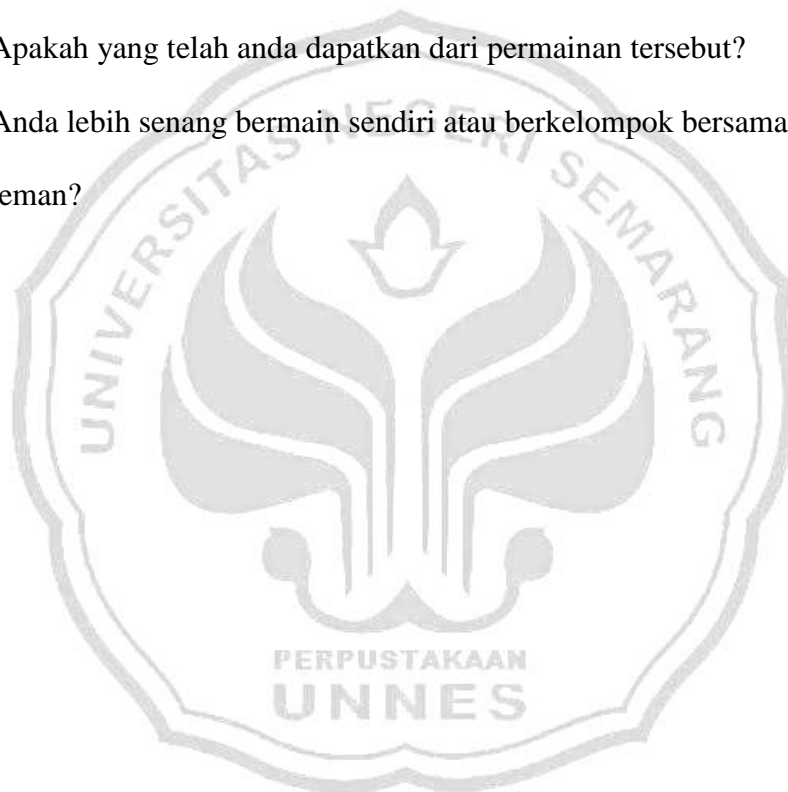 Apakah yang telah anda dapatkan dari permainan tersebut?
Anda lebih senang bermain sendiri atau berkelompok bersama
teman?
UNIVERSITAS NEGERI SEMARANG
PERPUSTAKAAN
UNNES